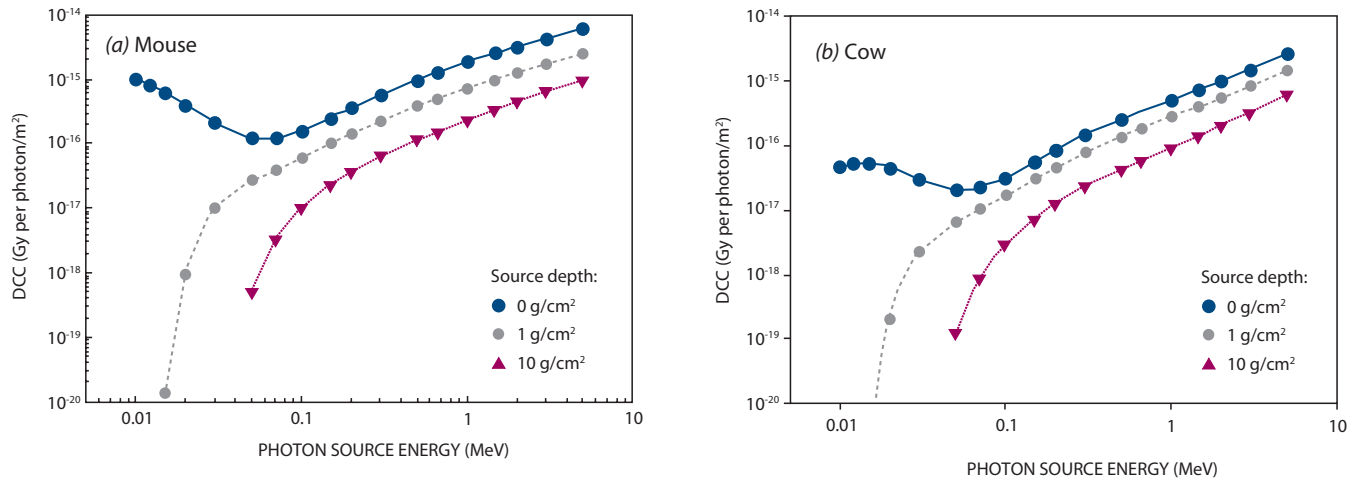 (a) Mouse
DCC (Gy per photon/m²)
10⁻¹⁴
10⁻¹⁵
10⁻¹⁶
10⁻¹⁷
10⁻¹⁸
10⁻¹⁹
10⁻²⁰
0.01 0.1 1 10
PHOTON SOURCE ENERGY (MeV)
Source depth:
0 g/cm²
1 g/cm²
10 g/cm²
(b) Cow
DCC (Gy per photon/m²)
10⁻¹⁴
10⁻¹⁵
10⁻¹⁶
10⁻¹⁷
10⁻¹⁸
10⁻¹⁹
10⁻²⁰
0.01 0.1 1 10
PHOTON SOURCE ENERGY (MeV)
Source depth:
0 g/cm²
1 g/cm²
10 g/cm²